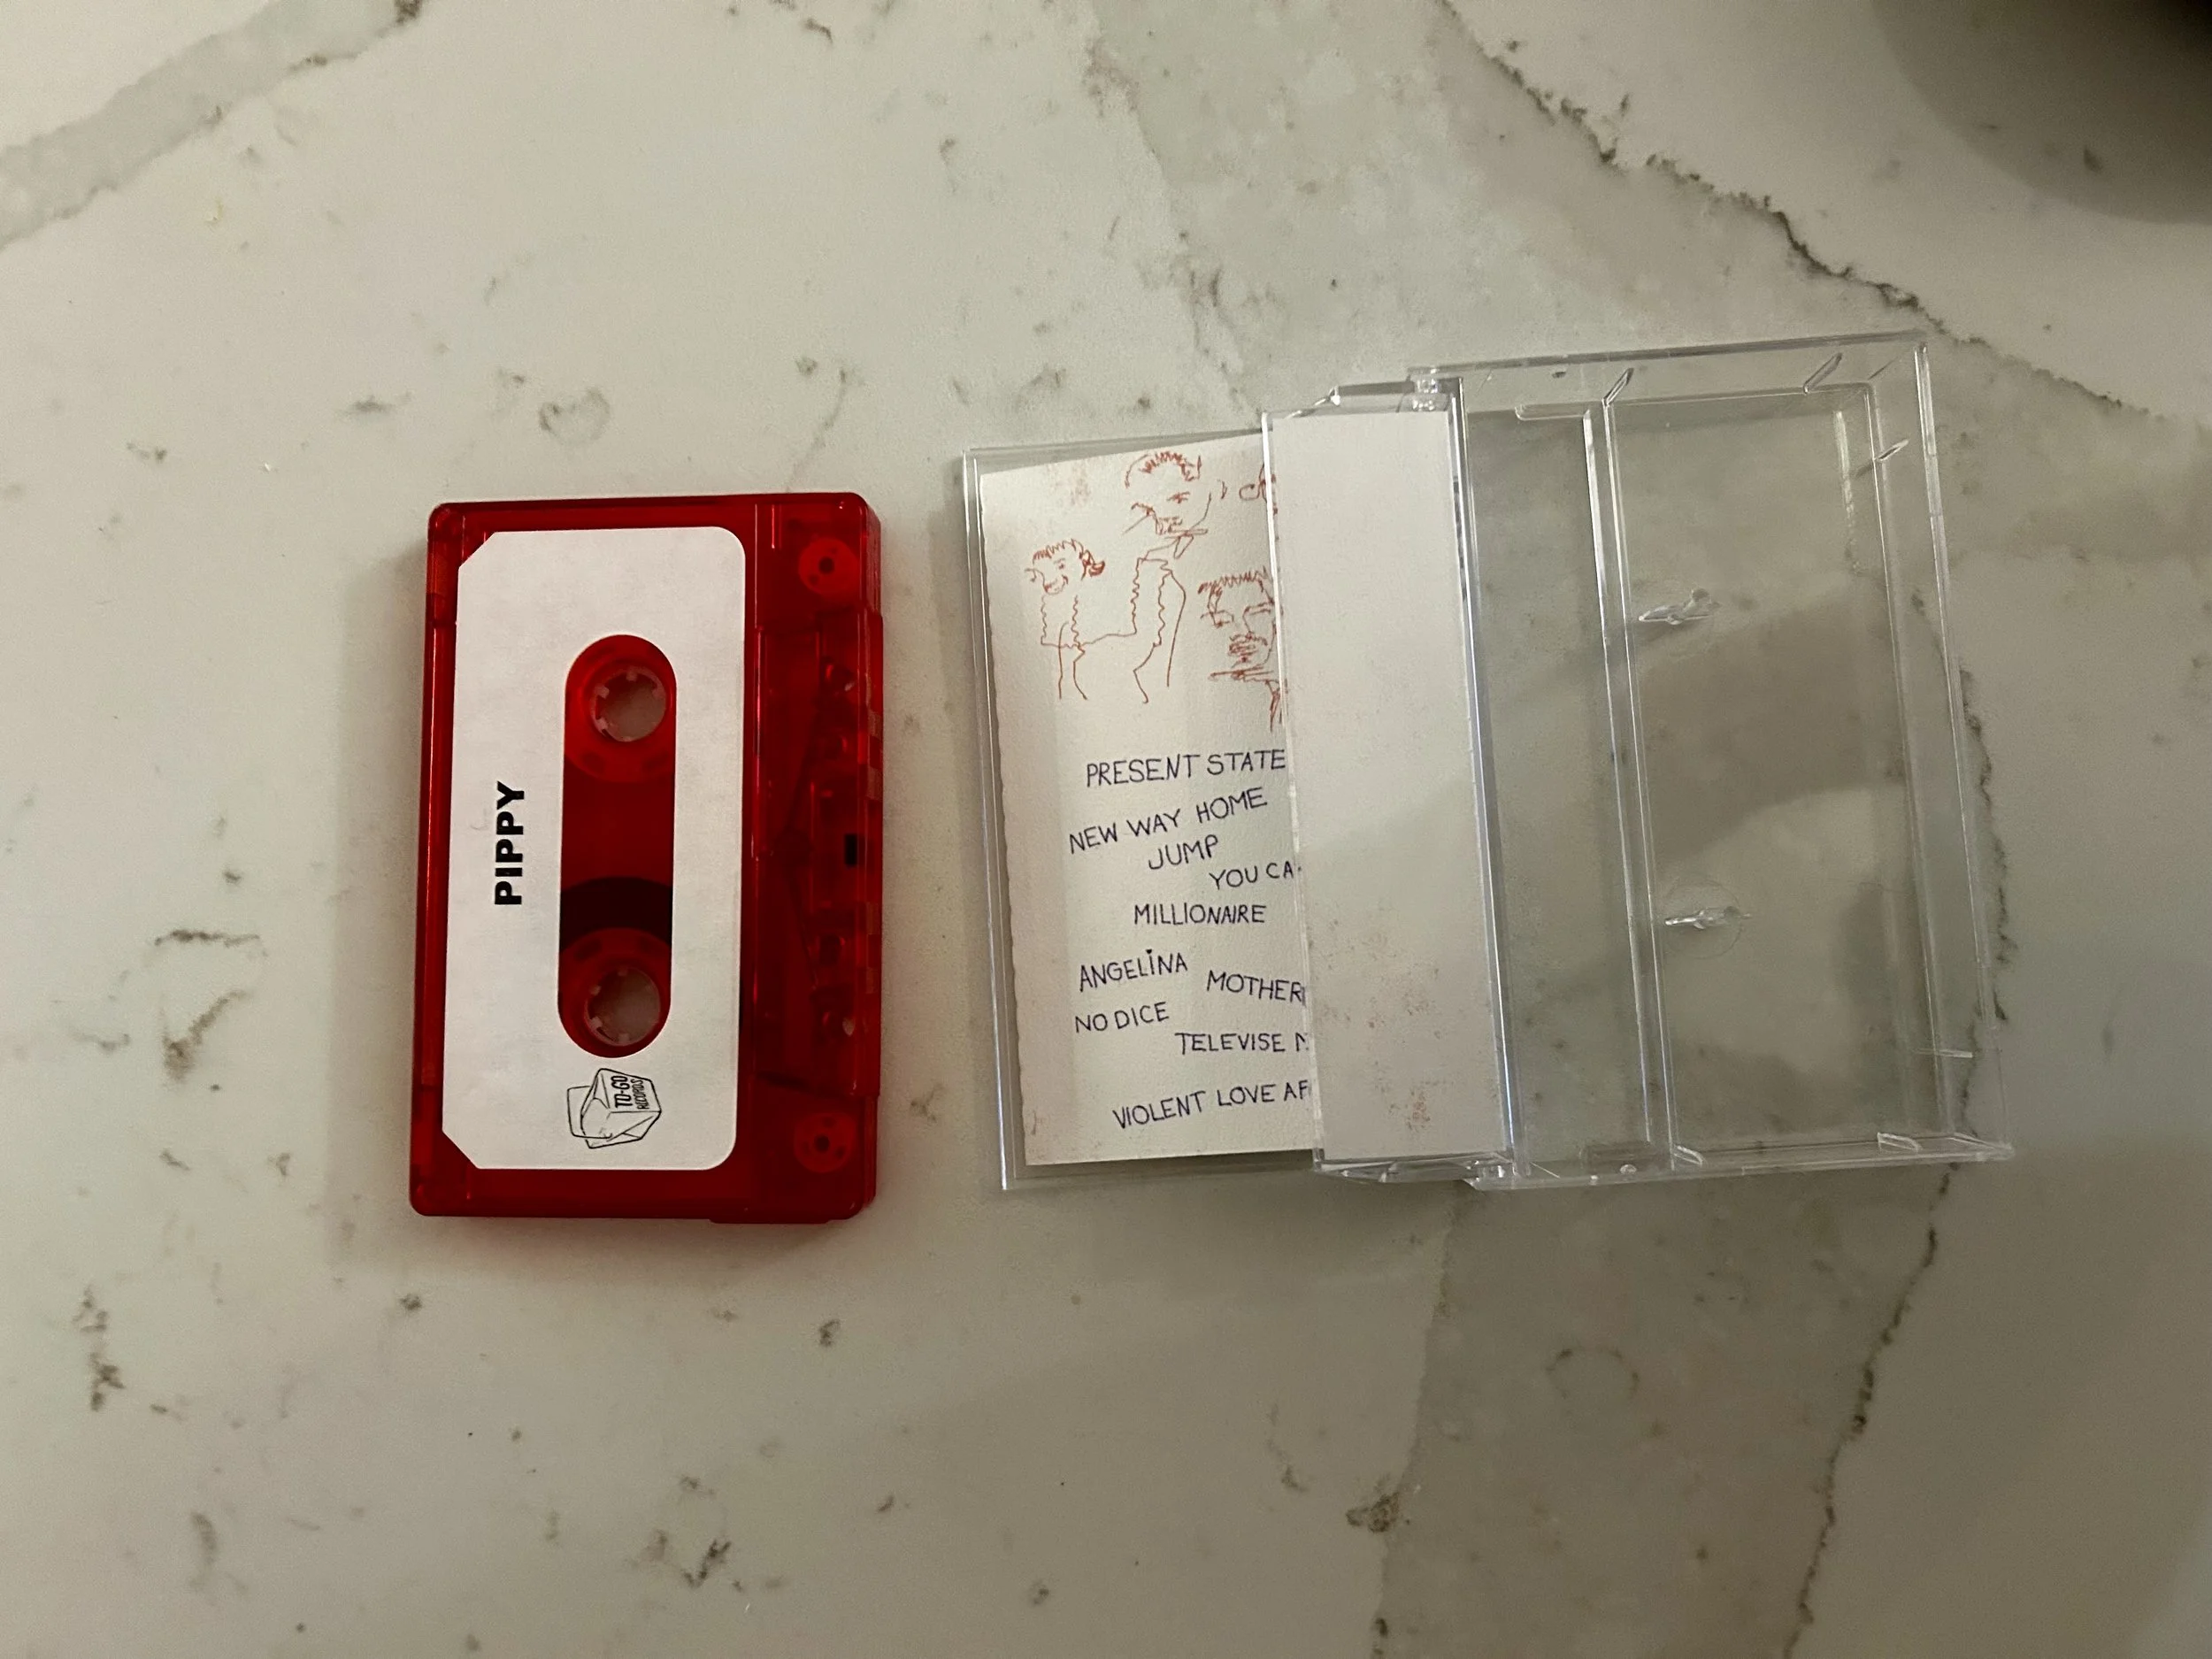 PIPPY
TO-GO
RECORDS
PRESENT STATE
NEW WAY HOME
JUMP
YOU CA
MILLIONAIRE
ANGELINA
MOTHER
NO DICE
TELEVISE
VIOLENT LOVE AF